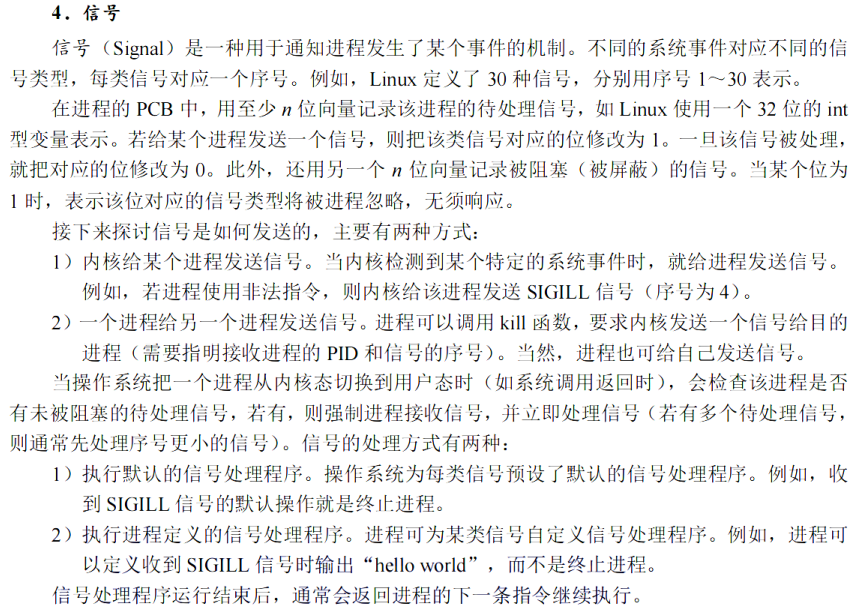 4．信号
信号（Signal）是一种用于通知进程发生了某个事件的机制。不同的系统事件对应不同的信
号类型，每类信号对应一个序号。例如，Linux 定义了 30 种信号，分别用序号 1～30 表示。
在进程的 PCB 中，用至少 n 位向量记录该进程的待处理信号，如 Linux 使用一个 32 位的 int
型变量表示。若给某个进程发送一个信号，则把该类信号对应的位修改为 1。一旦该信号被处理，
就把对应的位修改为 0。此外，还用另一个 n 位向量记录被阻塞（被屏蔽）的信号。当某个位为
1 时，表示该位对应的信号类型将被进程忽略，无须响应。
接下来探讨信号是如何发送的，主要有两种方式：
1）内核给某个进程发送信号。当内核检测到某个特定的系统事件时，就给进程发送信号。
例如，若进程使用非法指令，则内核给该进程发送 SIGILL 信号（序号为 4）。
2）一个进程给另一个进程发送信号。进程可以调用 kill 函数，要求内核发送一个信号给目的
进程（需要指明接收进程的 PID 和信号的序号）。当然，进程也可给自己发送信号。
当操作系统把一个进程从内核态切换到用户态时（如系统调用返回时），会检查该进程是否
有未被阻塞的待处理信号，若有，则强制进程接收信号，并立即处理信号（若有多个待处理信号，
则通常先处理序号更小的信号）。信号的处理方式有两种：
1）执行默认的信号处理程序。操作系统为每类信号预设了默认的信号处理程序。例如，收
到 SIGILL 信号的默认操作就是终止进程。
2）执行进程定义的信号处理程序。进程可为某类信号自定义信号处理程序。例如，进程可
以定义收到 SIGILL 信号时输出“hello world”，而不是终止进程。
信号处理程序运行结束后，通常会返回进程的下一条指令继续执行。